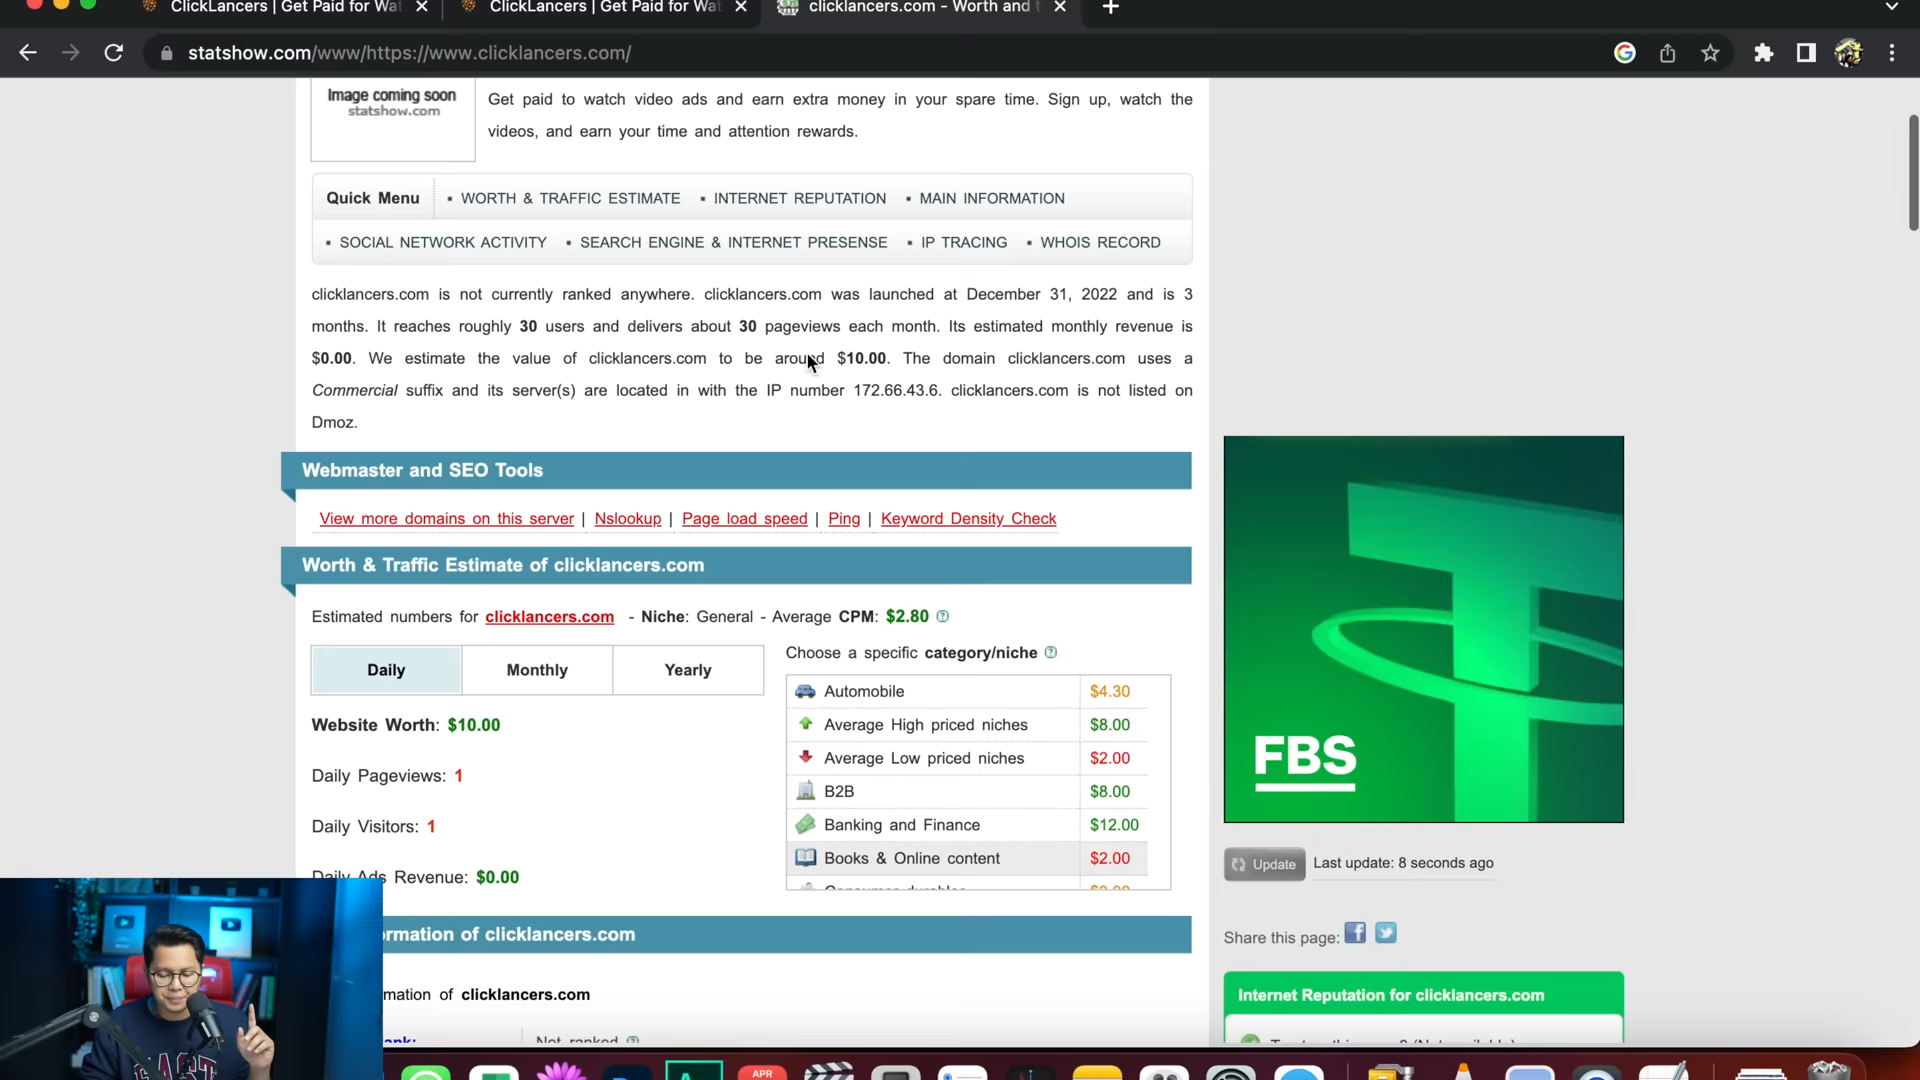 ClickLancers | Get Paid for Wat
ClickLancers | Get Paid for Wat
clicklancers.com - Worth and t
statshow.com/www/https://www.clicklancers.com/
Image coming soon
statshow.com
Get paid to watch video ads and earn extra money in your spare time. Sign up, watch the
videos, and earn your time and attention rewards.
Quick Menu
▪ WORTH & TRAFFIC ESTIMATE ▪ INTERNET REPUTATION ▪ MAIN INFORMATION
▪ SOCIAL NETWORK ACTIVITY ▪ SEARCH ENGINE & INTERNET PRESENSE ▪ IP TRACING ▪ WHOIS RECORD
clicklancers.com is not currently ranked anywhere. clicklancers.com was launched at December 31, 2022 and is 3
months. It reaches roughly 30 users and delivers about 30 pageviews each month. Its estimated monthly revenue is
$0.00. We estimate the value of clicklancers.com to be around $10.00. The domain clicklancers.com uses a
Commercial suffix and its server(s) are located in with the IP number 172.66.43.6. clicklancers.com is not listed on
Dmoz.
Webmaster and SEO Tools
View more domains on this server | Nslookup | Page load speed | Ping | Keyword Density Check
Worth & Traffic Estimate of clicklancers.com
Estimated numbers for clicklancers.com - Niche: General - Average CPM: $2.80
Daily Monthly Yearly
Website Worth: $10.00
Daily Pageviews: 1
Daily Visitors: 1
Daily Ads Revenue: $0.00
Choose a specific category/niche
Automobile $4.30
Average High priced niches $8.00
Average Low priced niches $2.00
B2B $8.00
Banking and Finance $12.00
Books & Online content $2.00
FBS
Update Last update: 8 seconds ago
Share this page:
rmation of clicklancers.com
mation of clicklancers.com
ank: Not ranked
Internet Reputation for clicklancers.com
APR